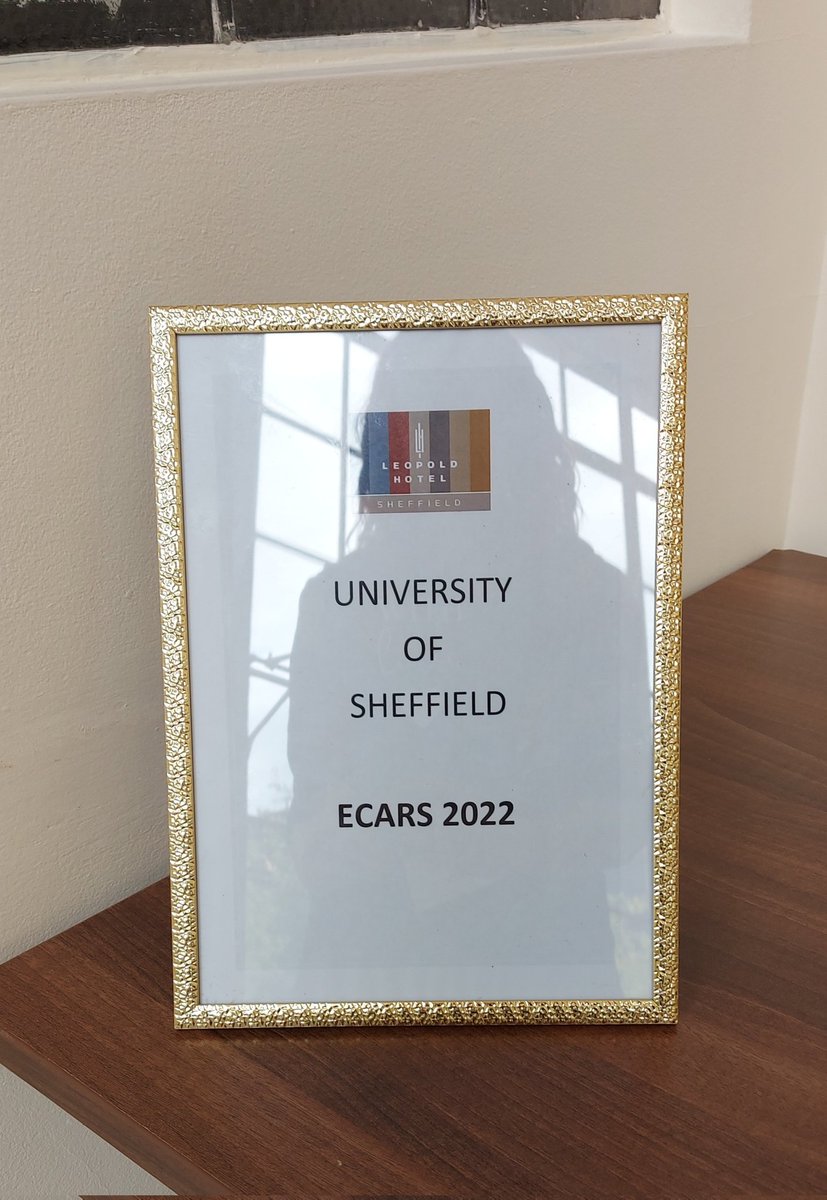 LEOPOLD
HOTEL
SHEFFIELD
UNIVERSITY
OF
SHEFFIELD
ECARS 2022